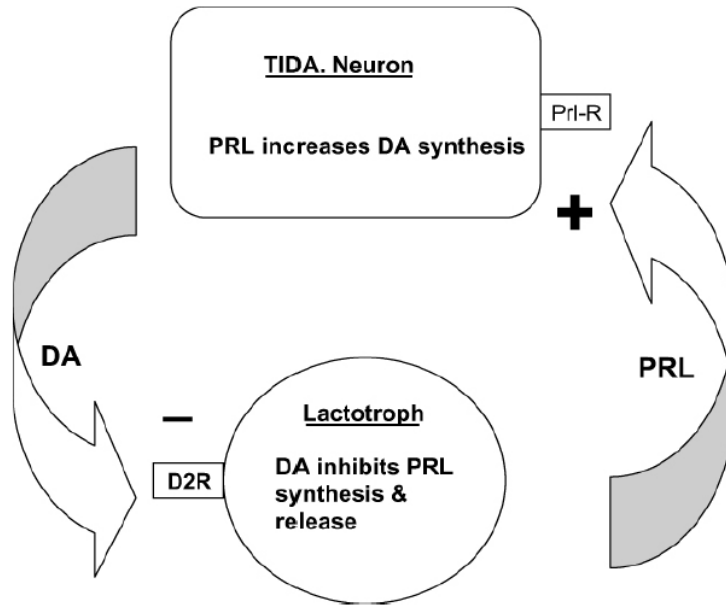 TIDA. Neuron
Prl-R
PRL increases DA synthesis
+
DA
PRL
–
Lactotroph
D2R
DA inhibits PRL
synthesis &
release